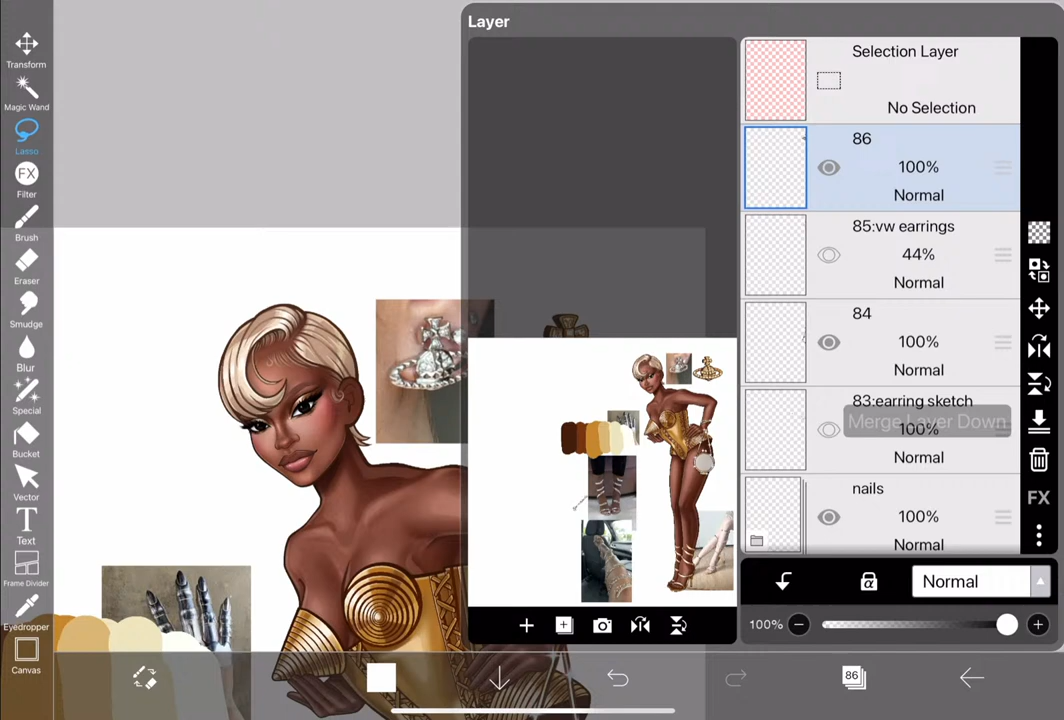 Layer
Transform
Magic Wand
Lasso
FX
Filter
Brush
Eraser
Smudge
Blur
Special
Bucket
Vector
T
Text
Frame Divider
Eyedropper
Canvas
Selection Layer
No Selection
86
100%
Normal
85:vw earrings
44%
Normal
84
100%
Normal
83:earring sketch
Merge Layer Down
100%
Normal
nails
100%
Normal
FX
Normal
100%
86